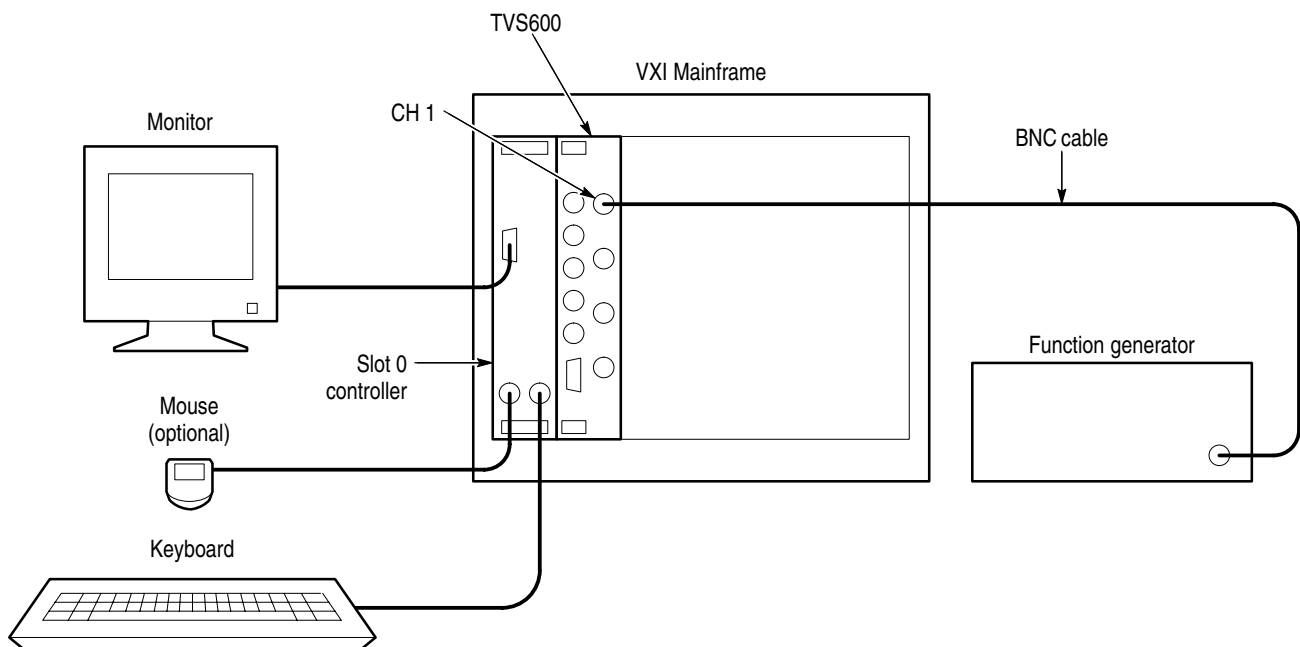 TVS600
VXI Mainframe
CH 1
Monitor
BNC cable
Slot 0
controller
Function generator
Mouse
(optional)
Keyboard